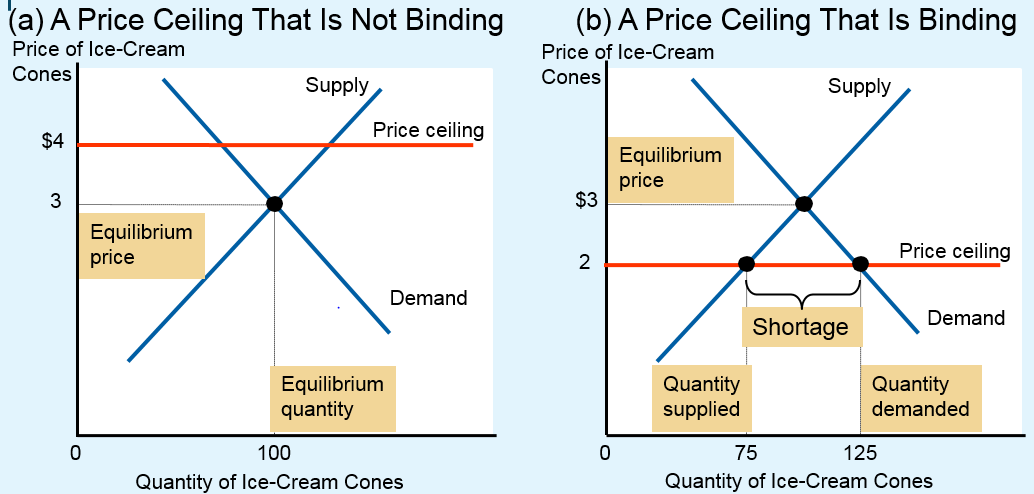 (a) A Price Ceiling That Is Not Binding
Price of Ice-Cream
Cones
Supply
$4
Price ceiling
3
Equilibrium
price
Demand
Equilibrium
quantity
0
100
Quantity of Ice-Cream Cones
(b) A Price Ceiling That Is Binding
Price of Ice-Cream
Cones
Supply
Equilibrium
price
$3
Price ceiling
2
Demand
Shortage
Quantity
supplied
Quantity
demanded
0
75
125
Quantity of Ice-Cream Cones